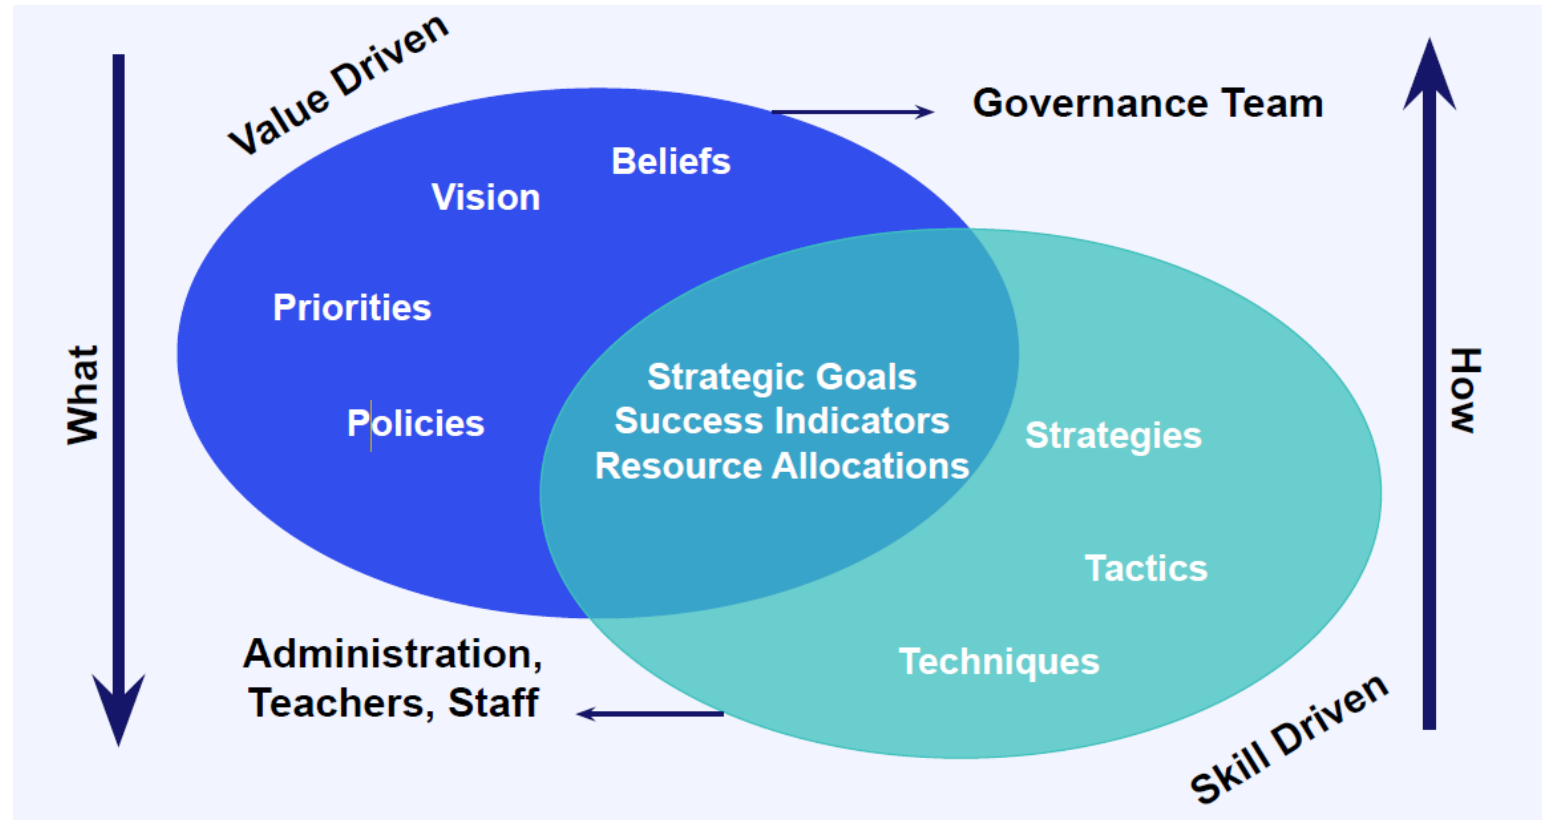 Value Driven
Governance Team
Beliefs
Vision
Priorities
What
How
Strategic Goals
Policies
Success Indicators
Strategies
Resource Allocations
Tactics
Administration,
Teachers, Staff
Techniques
Skill Driven